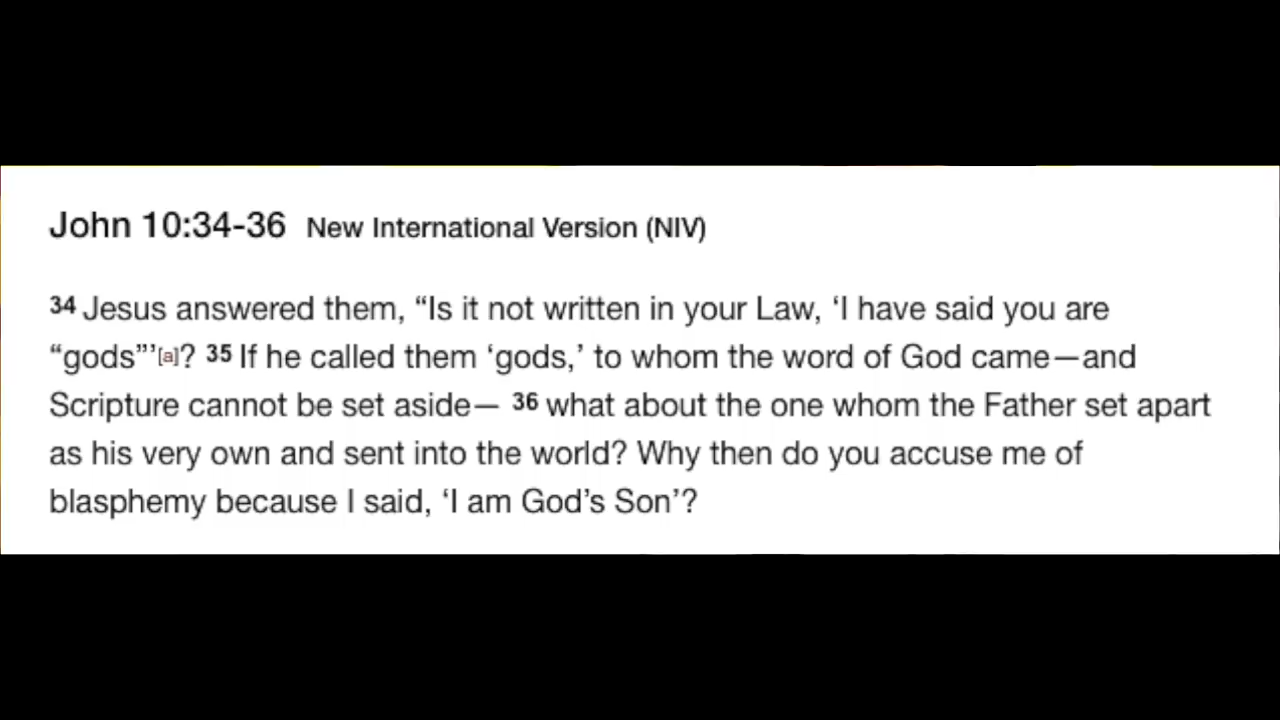 John 10:34-36 New International Version (NIV)
34 Jesus answered them, “Is it not written in your Law, ‘I have said you are
“gods”’[a]? 35 If he called them ‘gods,’ to whom the word of God came—and
Scripture cannot be set aside— 36 what about the one whom the Father set apart
as his very own and sent into the world? Why then do you accuse me of
blasphemy because I said, ‘I am God’s Son’?